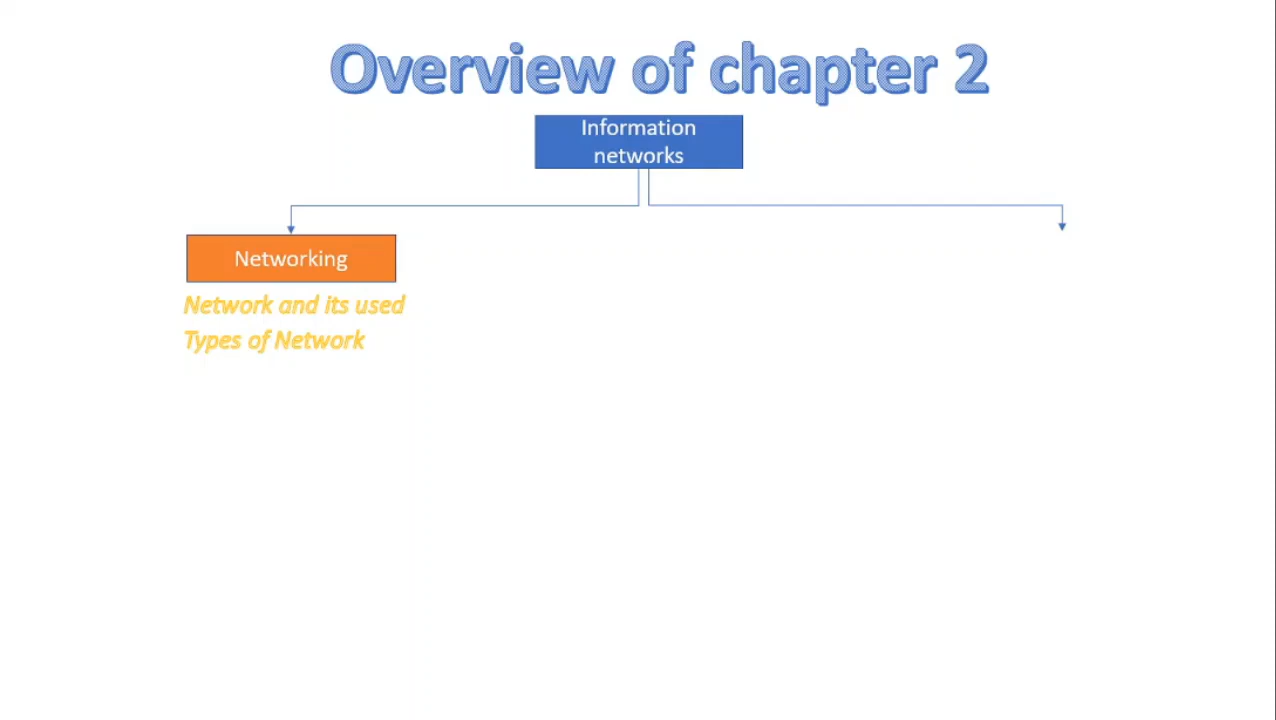 Overview of chapter 2
Information
networks
Networking
Network and its used
Types of Network